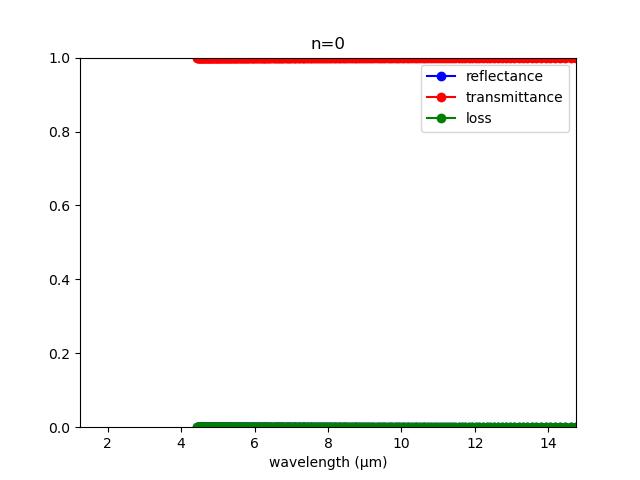 n=0
1.0
0.8
0.6
0.4
0.2
0.0
reflectance
transmittance
loss
2 4 6 8 10 12 14
wavelength (μm)